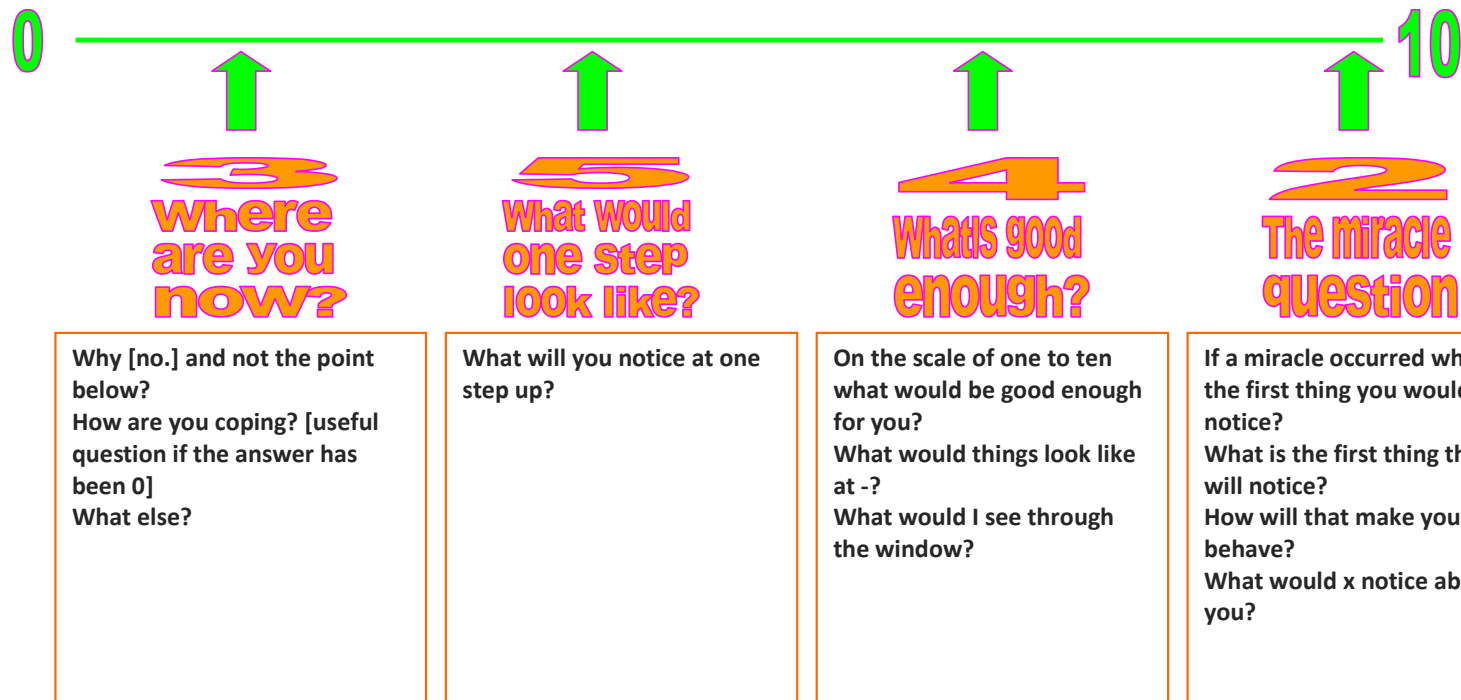 0
10
3
Where
are you
now?
5
What would
one step
look like?
4
What is good
enough?
2
The miracle
question
Why [no.] and not the point
below?
How are you coping? [useful
question if the answer has
been 0]
What else?
What will you notice at one
step up?
On the scale of one to ten
what would be good enough
for you?
What would things look like
at -?
What would I see through
the window?
If a miracle occurred
the first thing you
notice?
What is the first thing
will notice?
How will that make you
behave?
What would x notice
you?